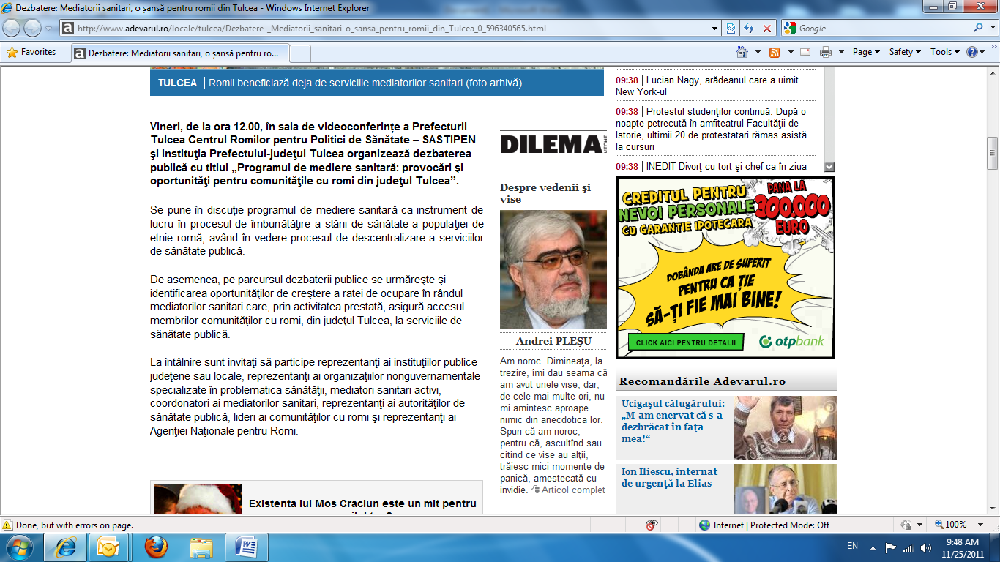 Dezbatere: Mediatorii sanitari, o șansă pentru romii din Tulcea - Windows Internet Explorer
http://www.adevarul.ro/locale/tulcea/Dezbatere-_Mediatorii_sanitari-o_sansa_pentru_romii_din_Tulcea_0_596340565.html
Google
Favorites
Dezbatere: Mediatorii sanitari, o șansă pentru ro...
Page
Safety
Tools
TULCEA | Romii beneficiază deja de serviciile mediatorilor sanitari (foto arhivă)
Vineri, de la ora 12.00, în sala de videoconferințe a Prefecturii
Tulcea Centrul Romilor pentru Politici de Sănătate – SASTIPEN
şi Instituţia Prefectului-judeţul Tulcea organizează dezbaterea
publică cu titlul „Programul de mediere sanitară: provocări şi
oportunităţi pentru comunităţile cu romi din judeţul Tulcea”.
Se pune în discuție programul de mediere sanitară ca instrument de
lucru în procesul de îmbunătăţire a stării de sănătate a populaţiei de
etnie romă, având în vedere procesul de descentralizare a serviciilor
de sănătate publică.
De asemenea, pe parcursul dezbaterii publice se urmăreşte şi
identificarea oportunităţilor de creştere a ratei de ocupare în rândul
mediatorilor sanitari care, prin activitatea prestată, asigură accesul
membrilor comunităţilor cu romi, din judeţul Tulcea, la serviciile de
sănătate publică.
La întâlnire sunt invitaţi să participe reprezentanţi ai instituţiilor publice
judeţene sau locale, reprezentanţi ai organizaţiilor nonguvernamentale
specializate în problematica sănătăţii, mediatori sanitari activi,
coordonatori ai mediatorilor sanitari, reprezentanţi ai autorităţilor de
sănătate publică, lideri ai comunităţilor cu romi şi reprezentanţi ai
Agenţiei Naţionale pentru Romi.
Existenta lui Mos Craciun este un mit pentru
DILEMA
Despre vedenii şi
vise
Andrei PLEŞU
Am noroc. Dimineaţa, la
trezire, îmi dau seama că
am avut unele vise, dar,
de cele mai multe ori, nu-
mi amintesc aproape
nimic din anecdotica lor.
Spun că am noroc,
pentru că, ascultînd sau
citind ce vise au alţii,
trăiesc mici momente de
panică, amestecată cu
invidie. Articol complet
09:38 | Lucian Nagy, arădeanul care a uimit
New York-ul
09:38 | Protestul studenţilor continuă. După o
noapte petrecută în amfiteatrul Facultăţii de
Istorie, ultimii 20 de protestatari rămas asistă
la cursuri
09:38 | INEDIT Divorţ cu tort şi chef ca în ziua
CREDITUL PENTRU
NEVOI PERSONALE
CU GARANTIE IPOTECARA
PANA LA
300.000
EURO
DOBÂNDA ARE DE SUFERIT
PENTRU CA ȚIE
SĂ-ȚI FIE MAI BINE!
CLICK AICI PENTRU DETALII
otpbank
Recomandările Adevarul.ro
Ucigaşul călugărului:
„M-am enervat că s-a
dezbrăcat în faţa
mea!“
Ion Iliescu, internat
de urgenţă la Elias
Done, but with errors on page.
Internet | Protected Mode: Off
100%
EN
9:48 AM
11/25/2011